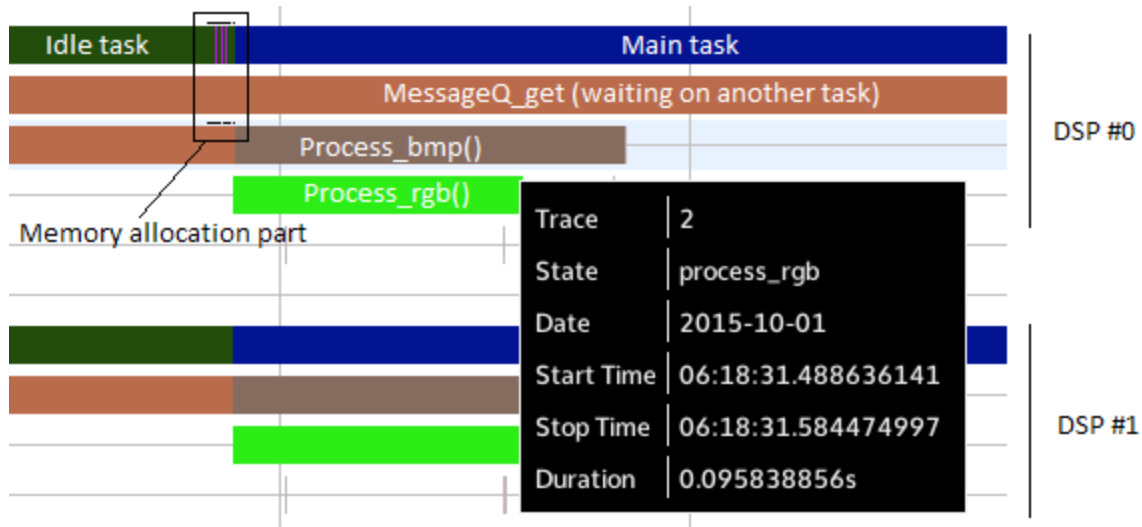 Idle task
Main task
MessageQ_get (waiting on another task)
DSP #0
Process_bmp()
Process_rgb()
Memory allocation part
Trace 2
State process_rgb
Date 2015-10-01
Start Time 06:18:31.488636141
Stop Time 06:18:31.584474997
Duration 0.095838856s
DSP #1